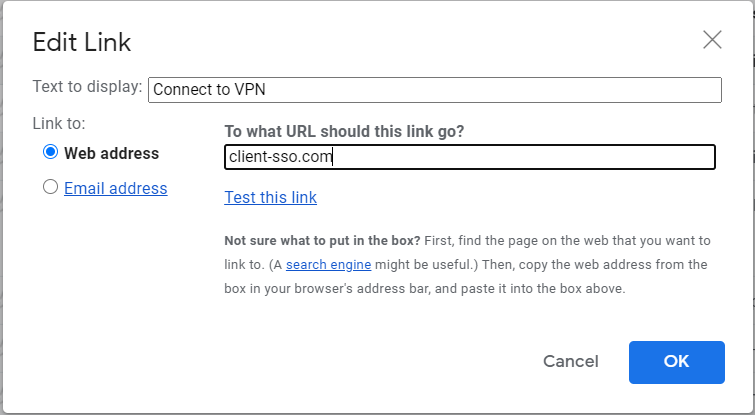 Edit Link
Text to display: Connect to VPN
Link to:
To what URL should this link go?
Web address
client-sso.com
Email address
Test this link
Not sure what to put in the box? First, find the page on the web that you want to
link to. (A search engine might be useful.) Then, copy the web address from the
box in your browser's address bar, and paste it into the box above.
Cancel
OK